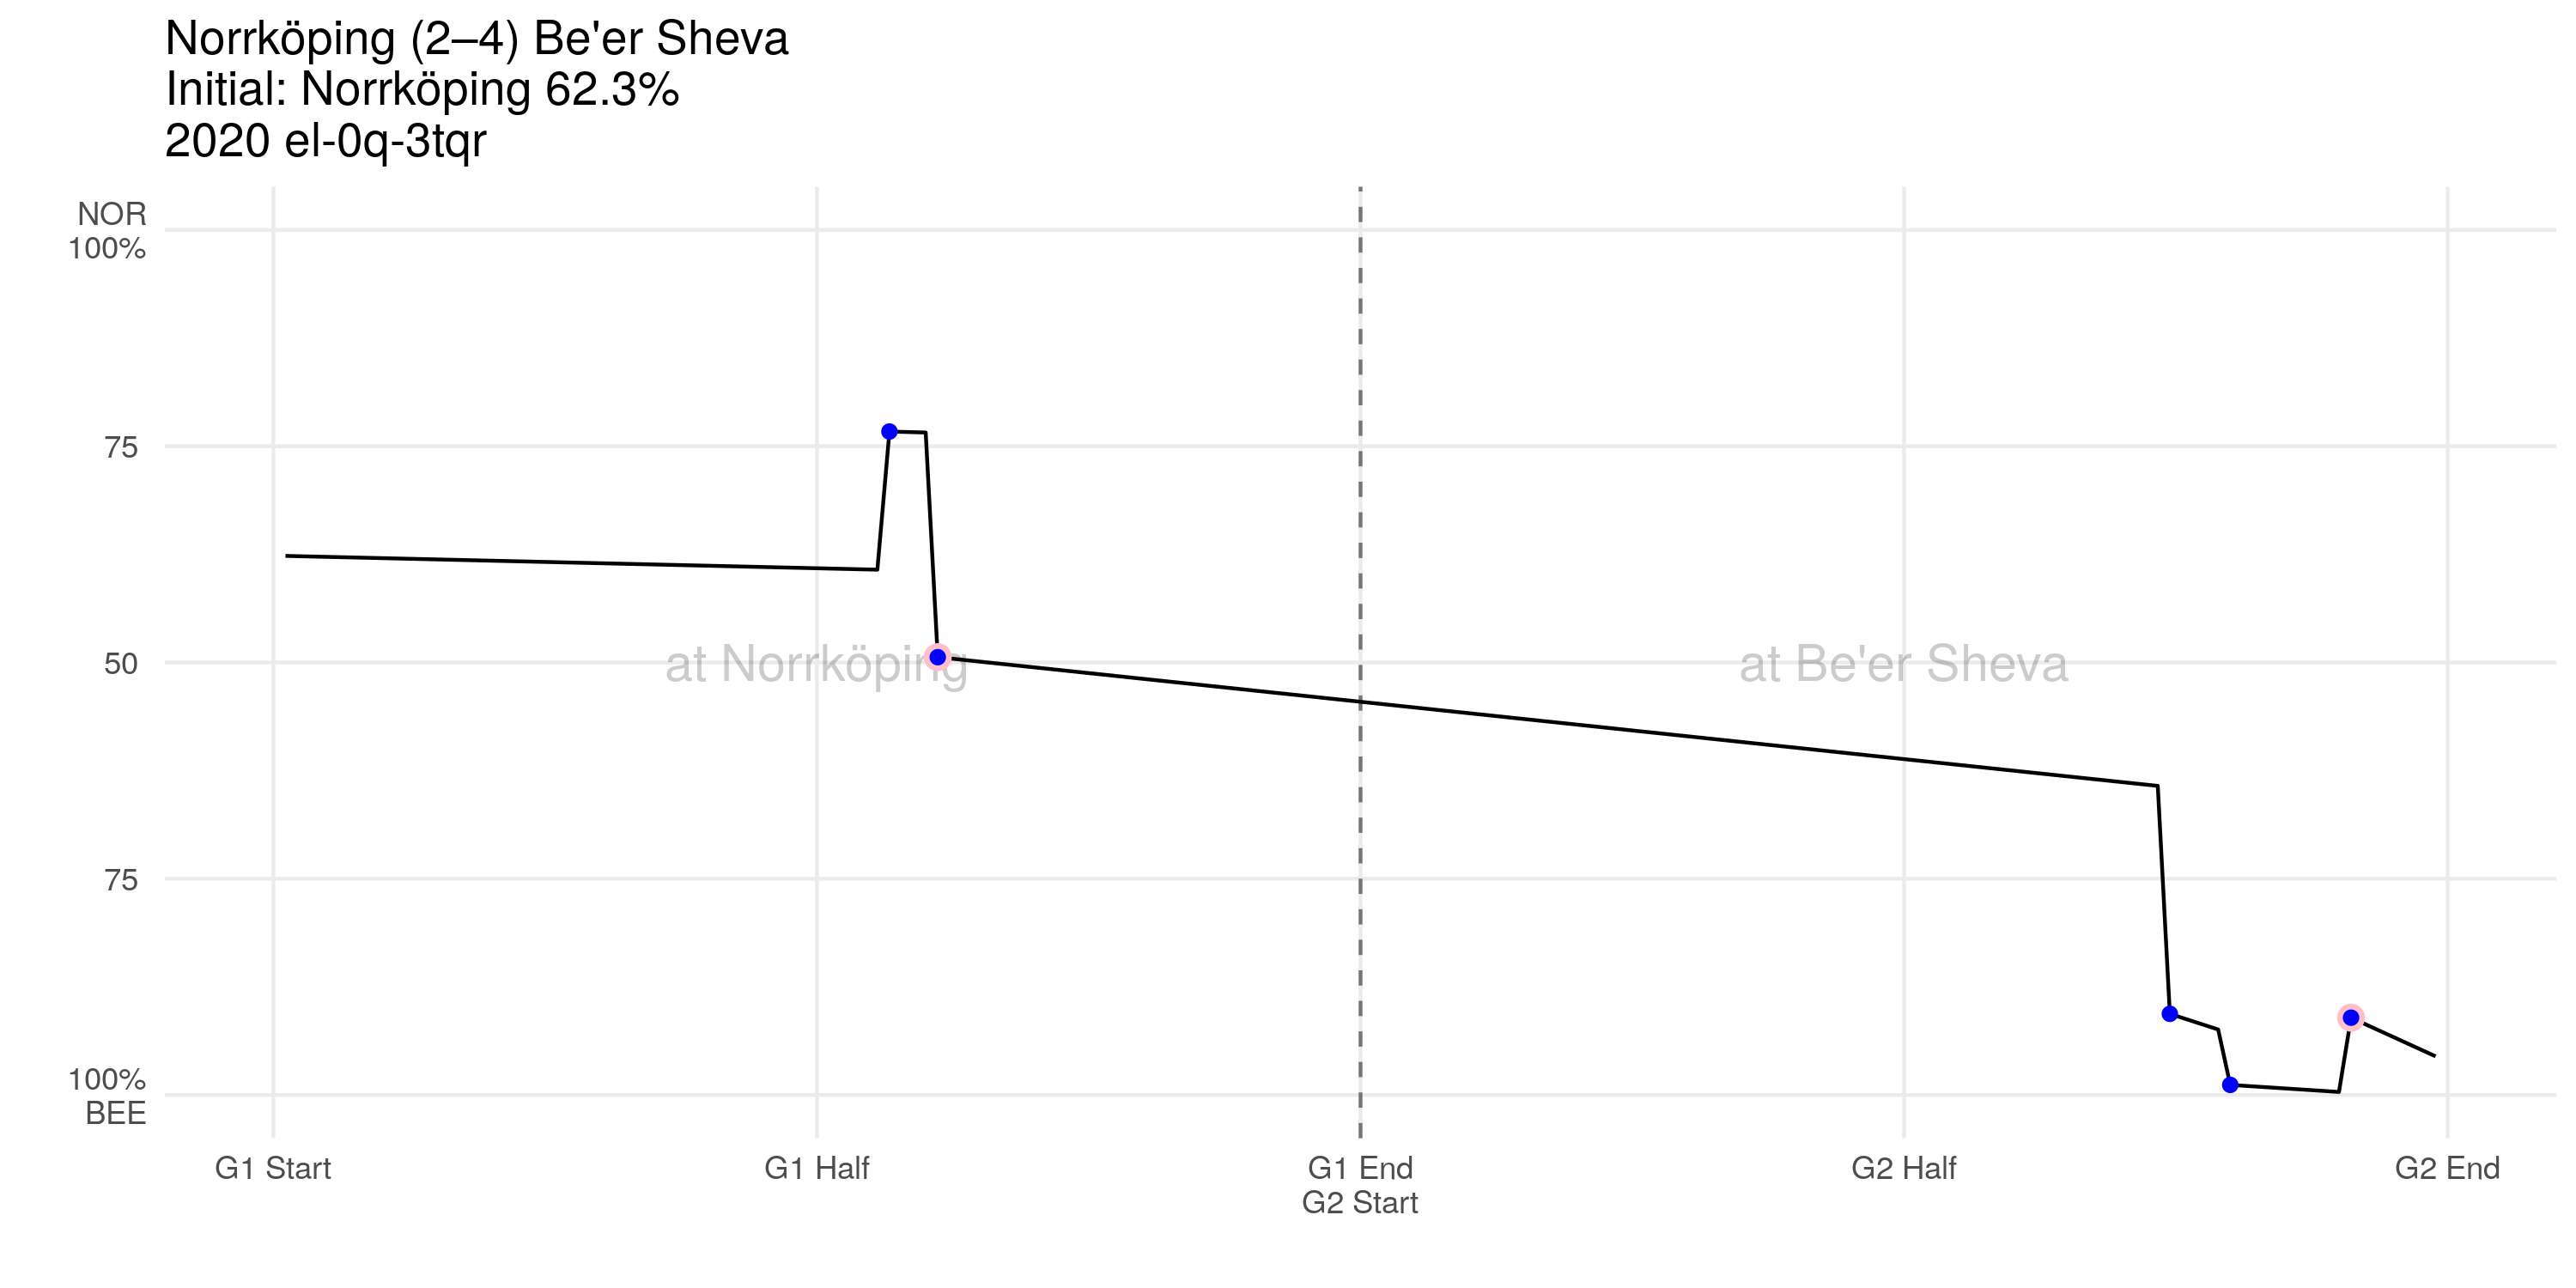 Norrköping (2–4) Be'er Sheva
Initial: Norrköping 62.3%
2020 el-0q-3tqr
NOR
100%
75
50
75
100%
BEE
at Norrköping
at Be'er Sheva
G1 Start
G1 Half
G1 End
G2 Start
G2 Half
G2 End